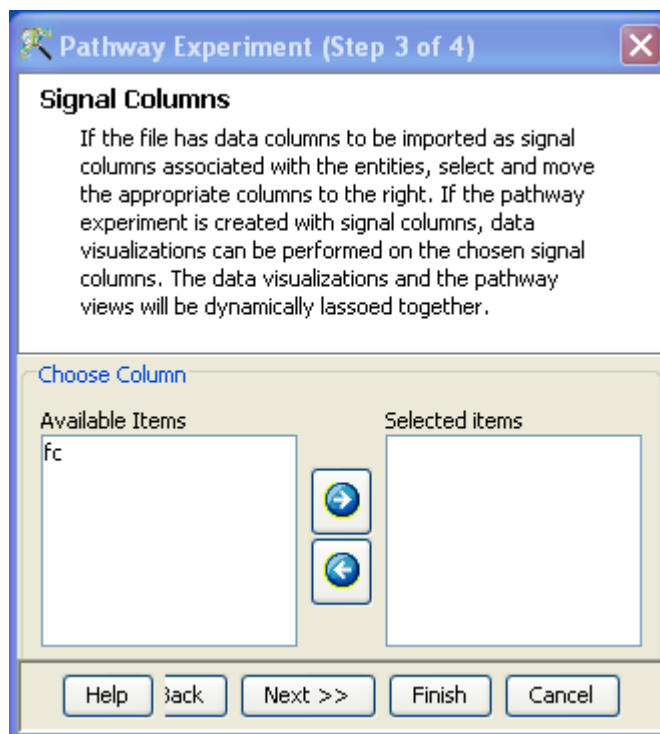 Pathway Experiment (Step 3 of 4)
Signal Columns
If the file has data columns to be imported as signal
columns associated with the entities, select and move
the appropriate columns to the right. If the pathway
experiment is created with signal columns, data
visualizations can be performed on the chosen signal
columns. The data visualizations and the pathway
views will be dynamically lassoed together.
Choose Column
Available Items Selected items
fc
Help Back Next >> Finish Cancel